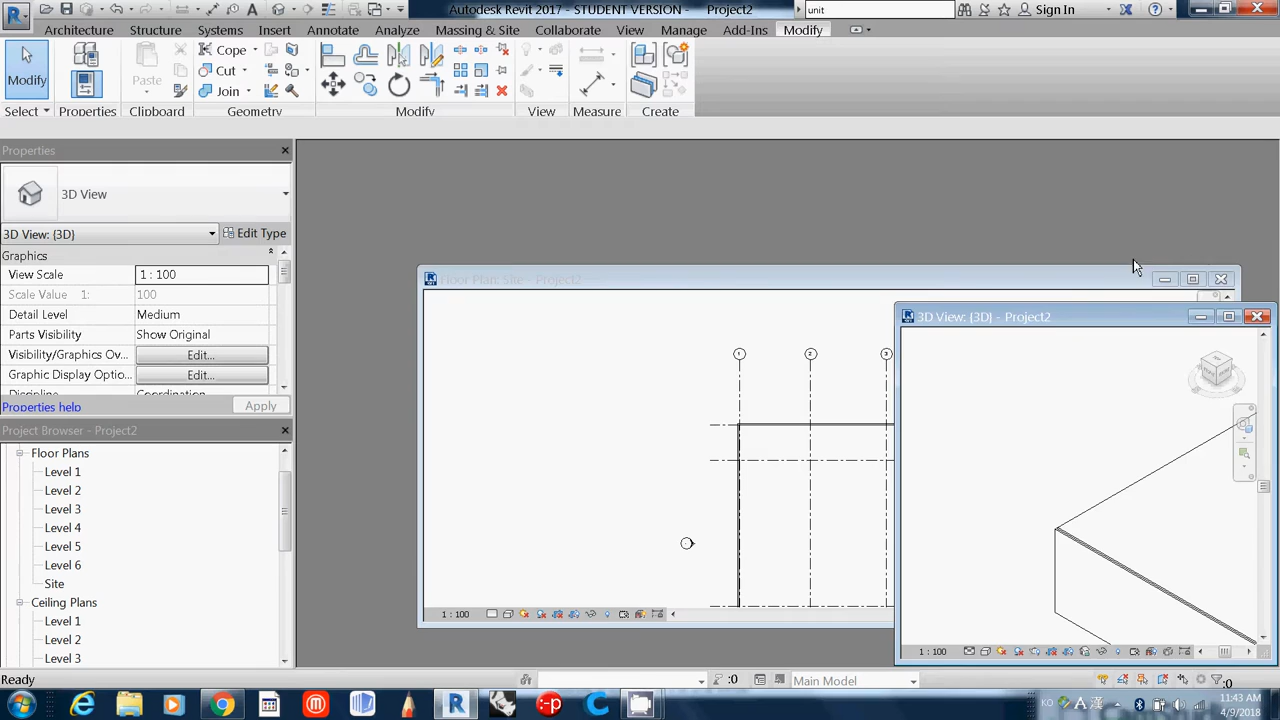 Autodesk Revit 2017 - STUDENT VERSION - Project2
unit
Sign In
Architecture Structure Systems Insert Annotate Analyze Massing & Site Collaborate View Manage Add-Ins Modify
Modify
Paste
Cope
Cut
Join
Select Properties Clipboard Geometry Modify View Measure Create
Properties
3D View
3D View: {3D}
Edit Type
Graphics
View Scale 1 : 100
Scale Value 1: 100
Detail Level Medium
Parts Visibility Show Original
Visibility/Graphics Ov... Edit...
Graphic Display Optio... Edit...
Discipline Coordination
Properties help
Apply
Project Browser - Project2
Floor Plans
Level 1
Level 2
Level 3
Level 4
Level 5
Level 6
Site
Ceiling Plans
Level 1
Level 2
Level 3
Floor Plan: Site - Project2
1 2 3
1 : 100
3D View: {3D} - Project2
1 : 100
Ready
:0
Main Model
:0
KO A 漢
11:43 AM
4/9/2018